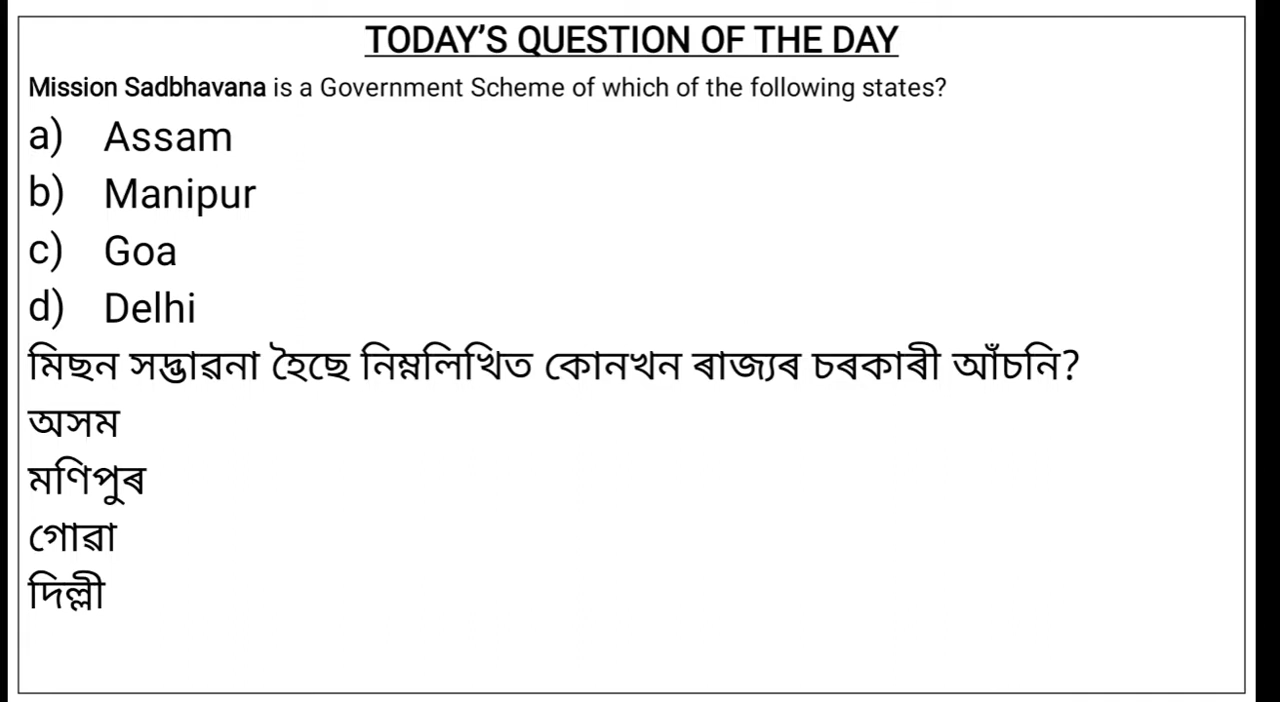 TODAY’S QUESTION OF THE DAY
Mission Sadbhavana is a Government Scheme of which of the following states?
a) Assam
b) Manipur
c) Goa
d) Delhi
মিছন সদ্ভাৱনা হৈছে নিম্নলিখিত কোনখন ৰাজ্যৰ চৰকাৰী আঁচনি?
অসম
মণিপুৰ
গোৱা
দিল্লী